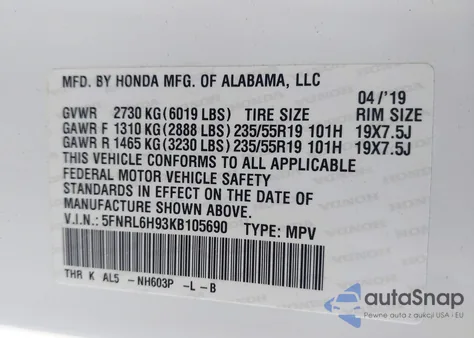 MFD. BY HONDA MFG. OF ALABAMA, LLC
04/'19
GVWR 2730 KG(6019 LBS) TIRE SIZE RIM SIZE
GAWR F 1310 KG(2888 LBS) 235/55R19 101H 19X7.5J
GAWR R 1465 KG(3230 LBS) 235/55R19 101H 19X7.5J
THIS VEHICLE CONFORMS TO ALL APPLICABLE
FEDERAL MOTOR VEHICLE SAFETY
STANDARDS IN EFFECT ON THE DATE OF
MANUFACTURE SHOWN ABOVE.
V.I.N.: 5FNRL6H93KB105690 TYPE: MPV
THR K AL5 - NH603P -L-B
autoSnap
Pewne auta z aukcji USA i EU